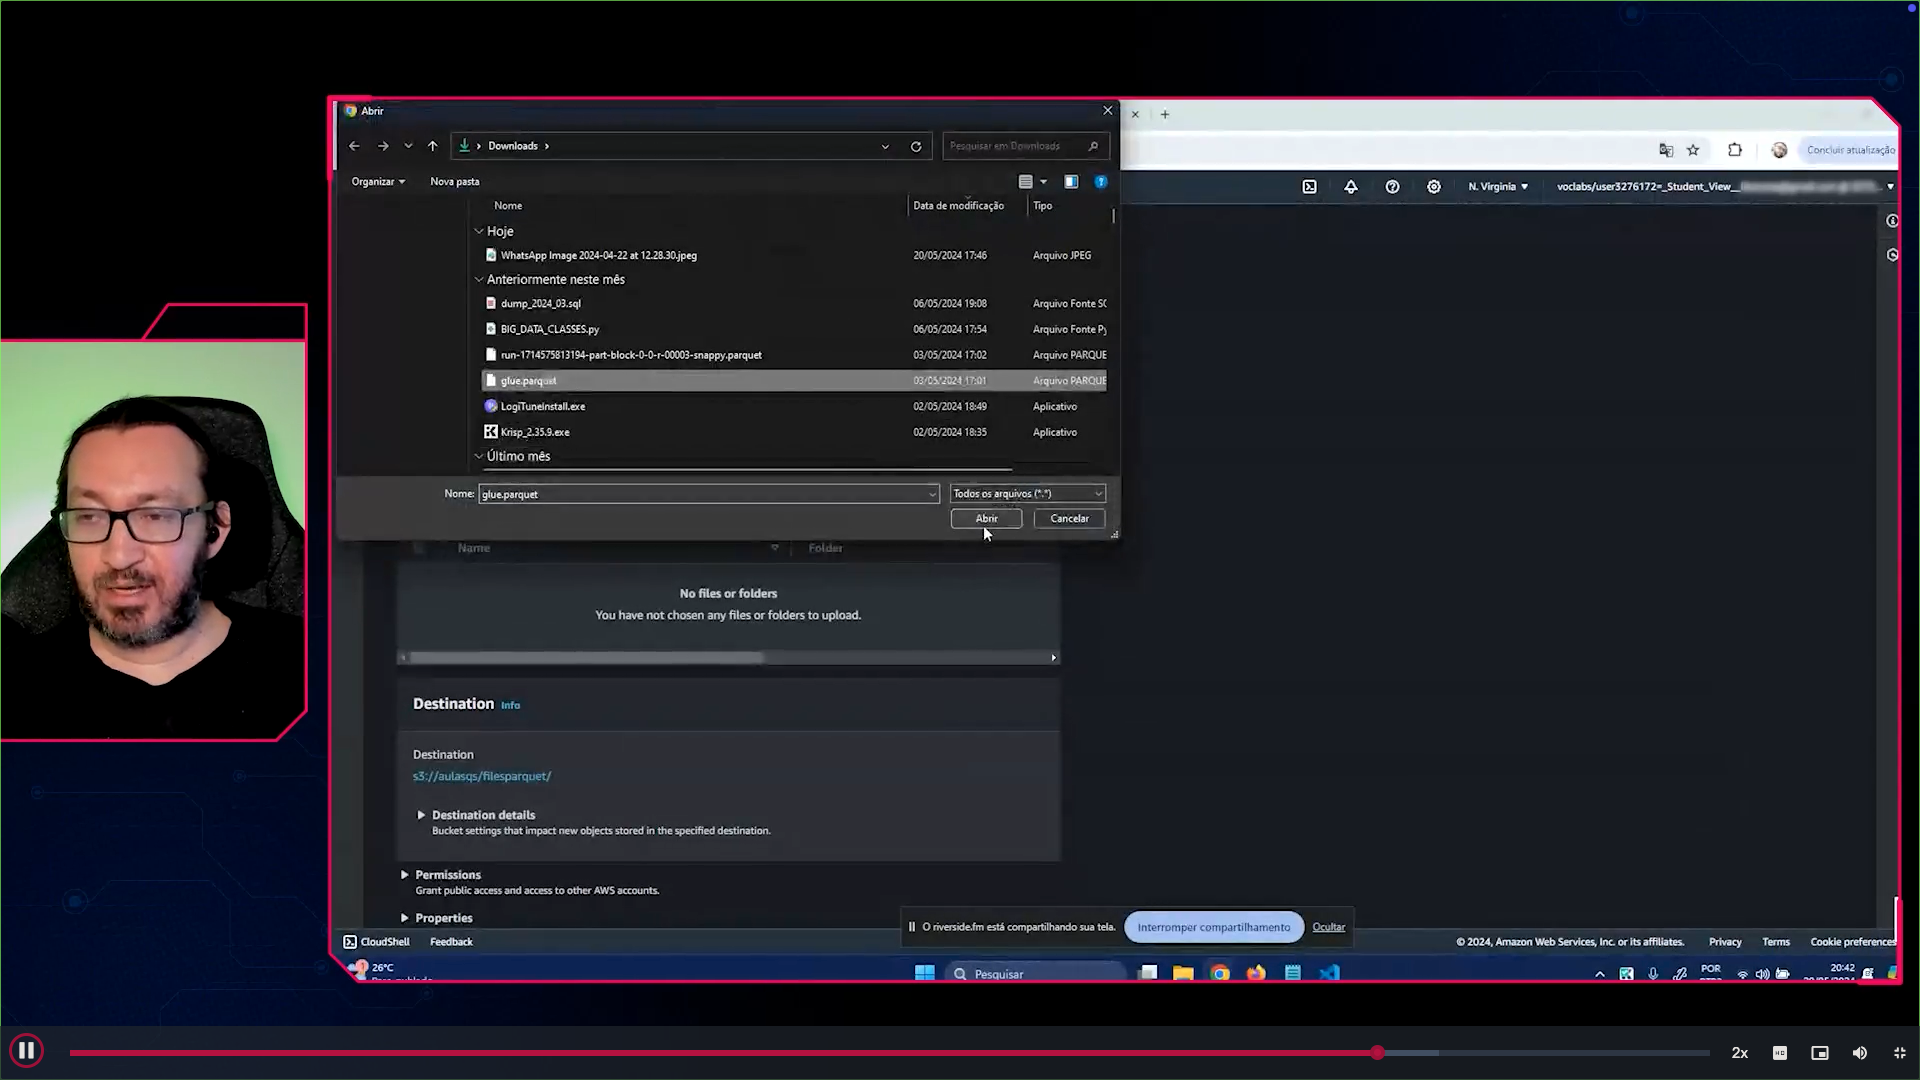 Abrir
Downloads
Pesquisar em Downloads
Concluir atualização
Organizar
Nova pasta
N. Virginia
voclabs/user3276172=_Student_View__
Nome
Data de modificação
Tipo
Hoje
WhatsApp Image 2024-04-22 at 12.28.30.jpeg
20/05/2024 17:46
Arquivo JPEG
Anteriormente neste mês
dump_2024_03.sql
06/05/2024 19:08
Arquivo Fonte SQ
BIG_DATA_CLASSES.py
06/05/2024 17:54
Arquivo Fonte Py
run-1714575813194-part-block-0-0-r-00003-snappy.parquet
03/05/2024 17:02
Arquivo PARQUE
glue.parquet
03/05/2024 17:01
Arquivo PARQUE
LogiTuneInstall.exe
02/05/2024 18:49
Aplicativo
Krisp_2.35.9.exe
02/05/2024 18:35
Aplicativo
Último mês
Nome:
glue.parquet
Todos os arquivos (*.*)
Abrir
Cancelar
Name
Folder
No files or folders
You have not chosen any files or folders to upload.
Destination Info
Destination
s3://aulasqs/filesparquet/
Destination details
Bucket settings that impact new objects stored in the specified destination.
Permissions
Grant public access and access to other AWS accounts.
Properties
O riverside.fm está compartilhando sua tela.
Interromper compartilhamento
Ocultar
CloudShell
Feedback
© 2024, Amazon Web Services, Inc. or its affiliates.
Privacy
Terms
Cookie preferences
26°C
Pesquisar
POR
20:42
2x